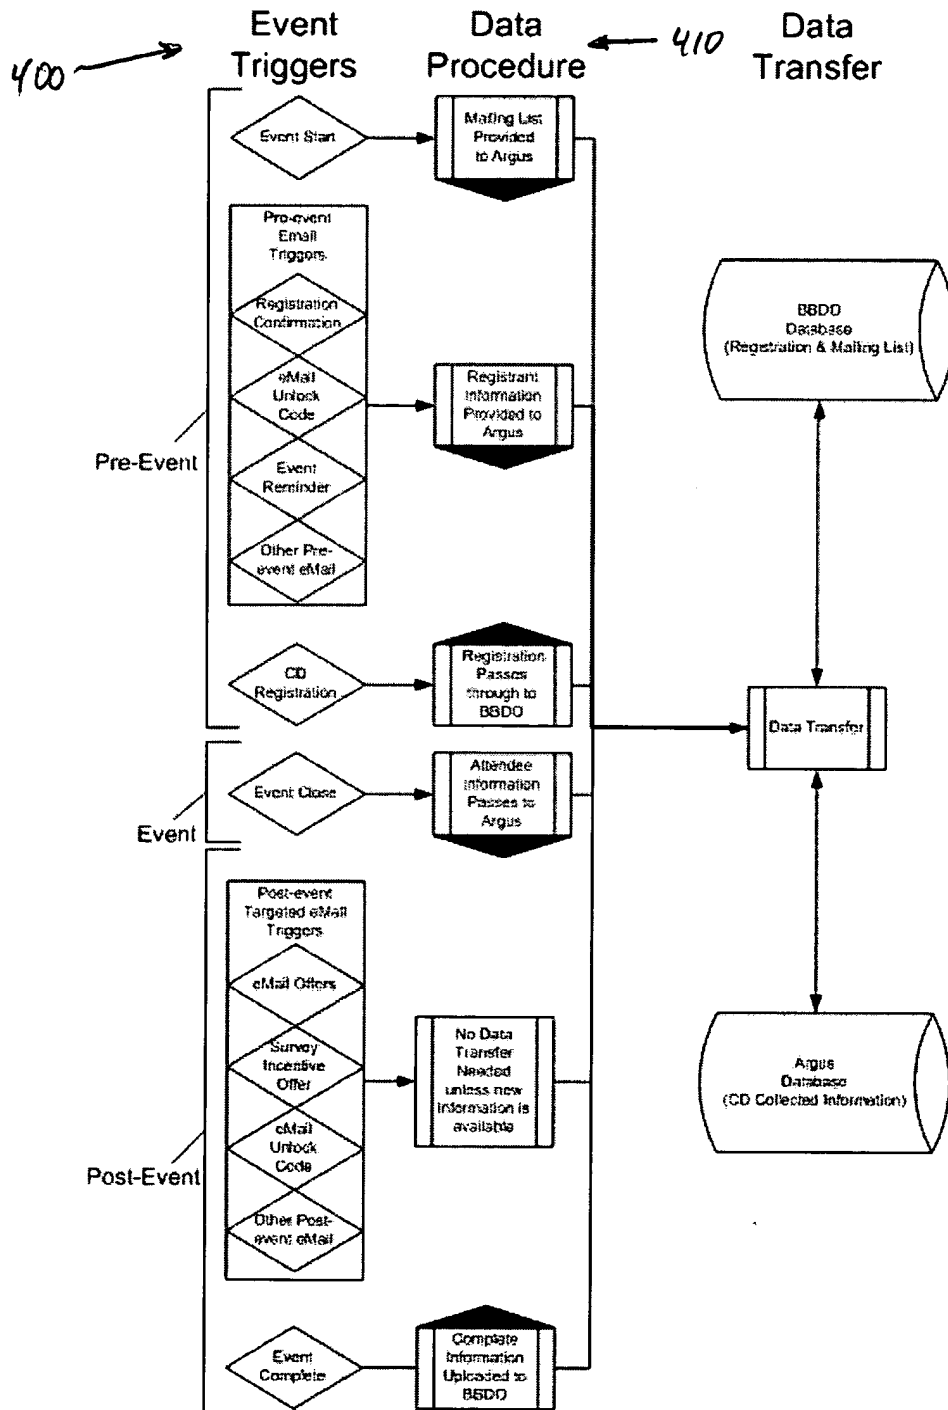 Event
Triggers
Data
Procedure
Data
Transfer
400
410
Event Start
Mailing List
Provided
to Argus
Pre-event
Email
Triggers
Registration
Confirmation
eMail
Unlock
Code
Event
Reminder
Other Pre-
event eMail
Registrant
Information
Provided to
Argus
Pre-Event
CD
Registration
Registration
Passes
through to
BBDO
BBDO
Database
(Registration & Mailing List)
Data Transfer
Event Close
Attendee
Information
Passes to
Argus
Event
Post-event
Targeted eMail
Triggers
eMail Offers
Survey
Incentive
Offer
eMail
Unlock
Code
Other Post-
event eMail
No Data
Transfer
Needed
unless new
information is
available
Argus
Database
(CD Collected Information)
Post-Event
Event
Complete
Complete
Information
Uploaded to
BBDO